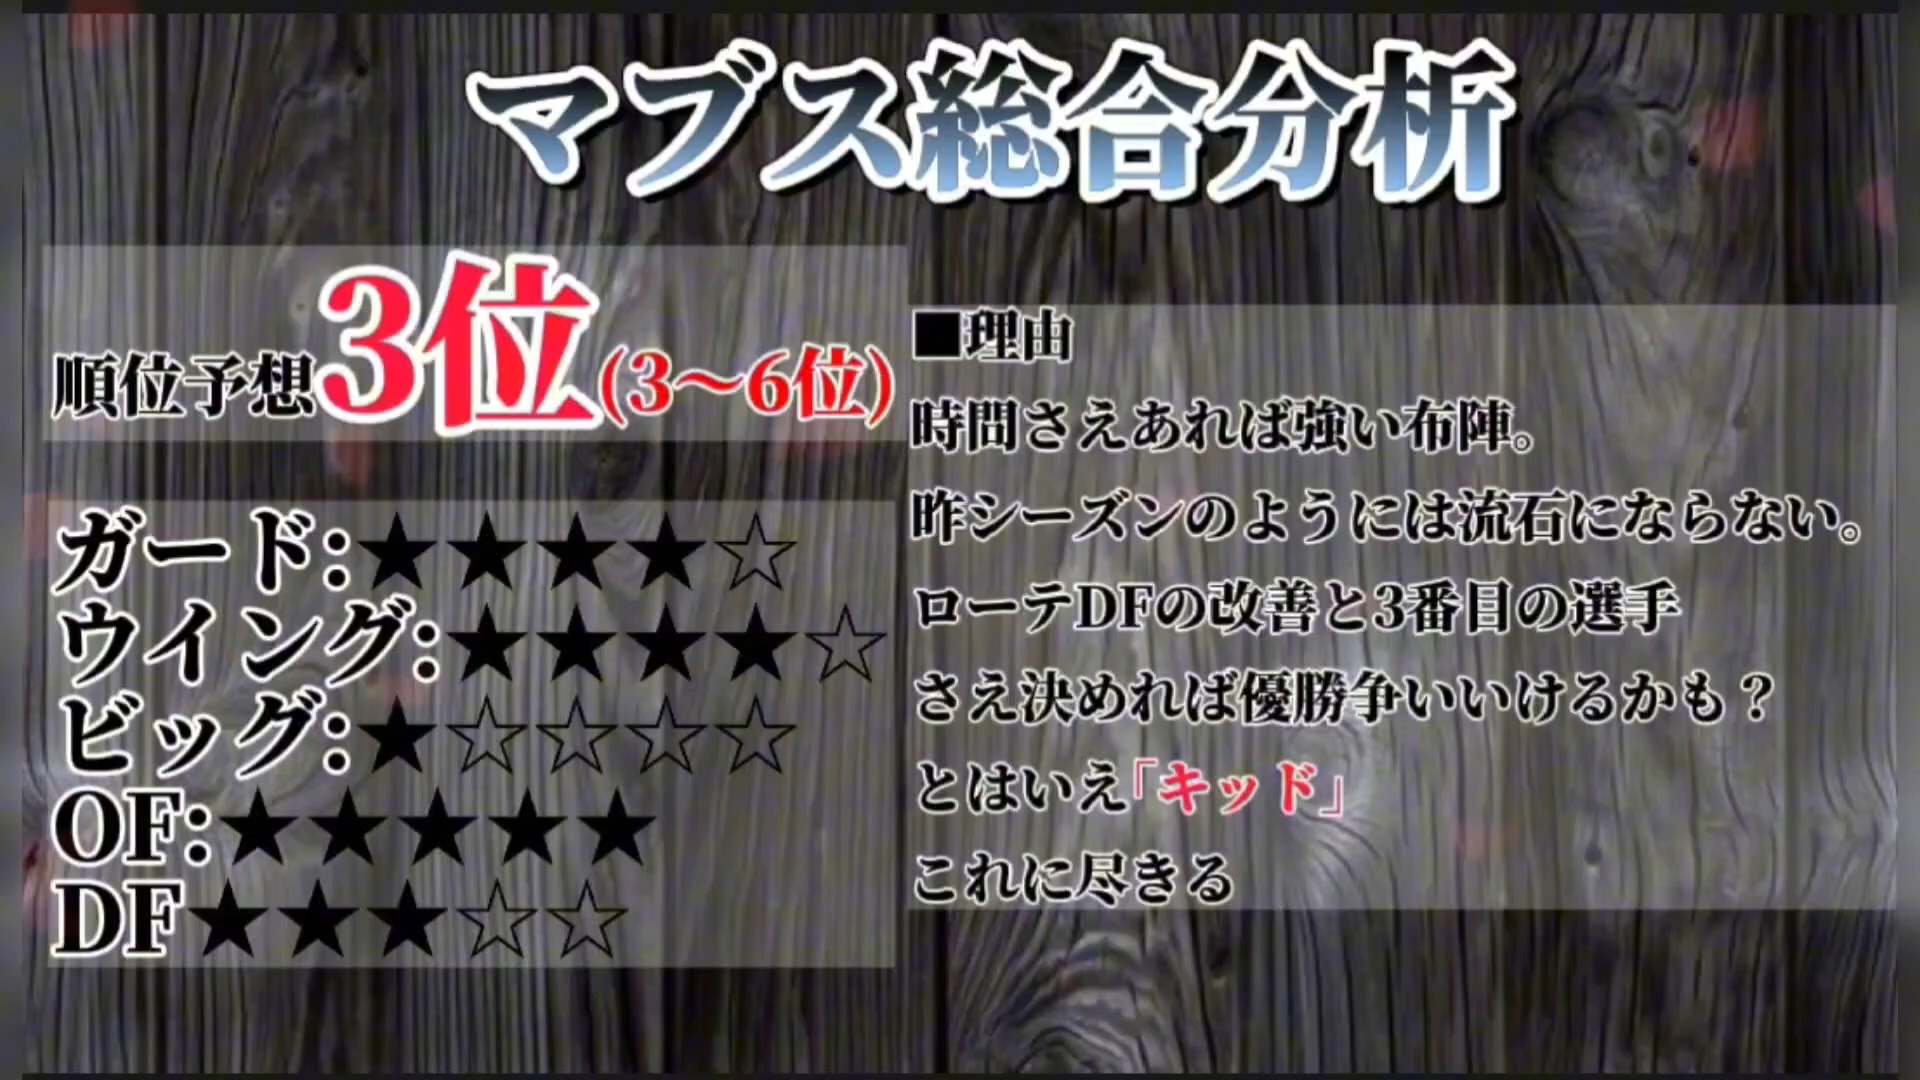 マブス総合分析
順位予想3位(3〜6位)
ガード:★★★★☆
ウイング:★★★★☆
ビッグ:★☆☆☆☆
OF:★★★★★
DF★★★☆☆
■理由
時間さえあれば強い布陣。
昨シーズンのようには流石にならない。
ローテDFの改善と3番目の選手
さえ決めれば優勝争いいけるかも？
とはいえ「キッド」
これに尽きる